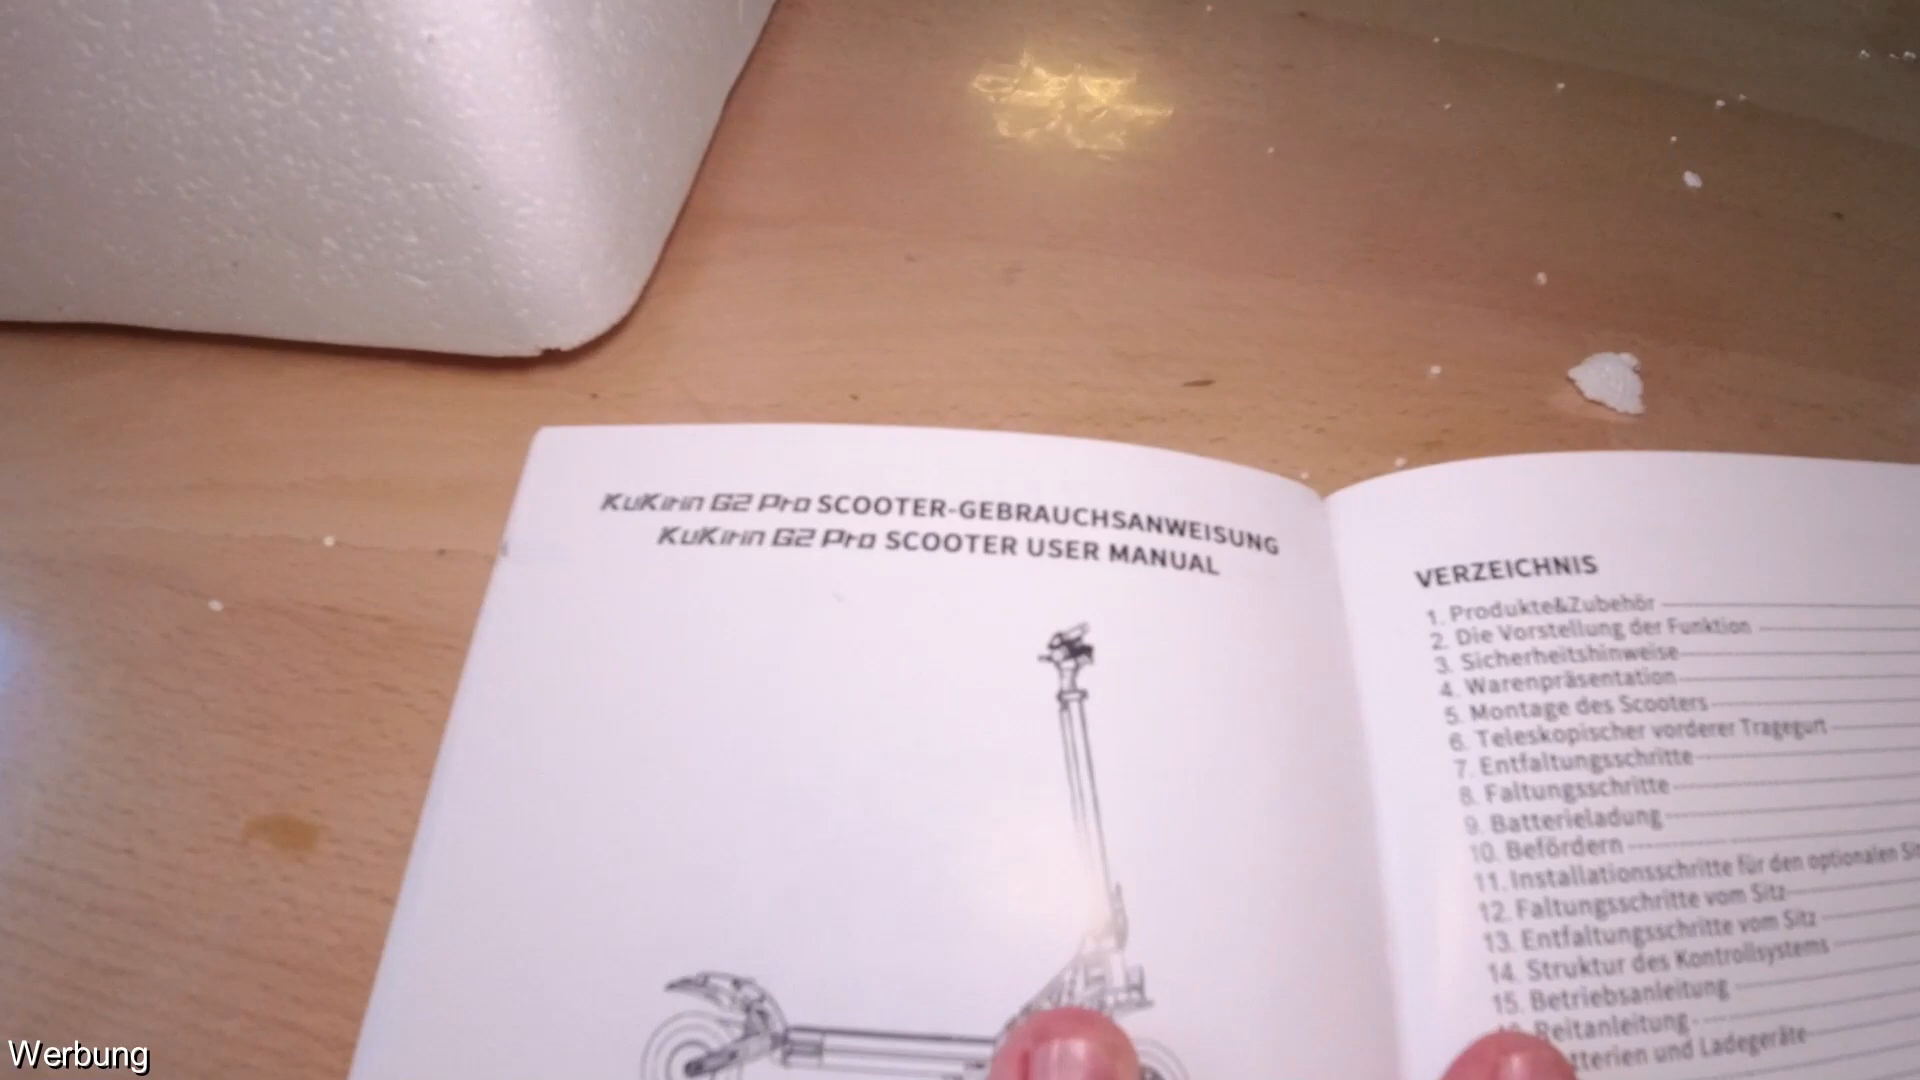 KuKirin G2 Pro SCOOTER-GEBRAUCHSANWEISUNG
KuKirin G2 Pro SCOOTER USER MANUAL
VERZEICHNIS
1. Produkte&Zubehör
2. Die Vorstellung der Funktion
3. Sicherheitshinweise
4. Warenpräsentation
5. Montage des Scooters
6. Teleskopischer vorderer Tragegurt
7. Entfaltungsschritte
8. Faltungsschritte
9. Batterieladung
10. Befördern
11. Installationsschritte für den optionalen
12. Faltungsschritte vom Sitz
13. Entfaltungsschritte vom Sitz
14. Struktur des Kontrollsystems
15. Betriebsanleitung
Reitanleitung
und Ladegeräte
Werbung